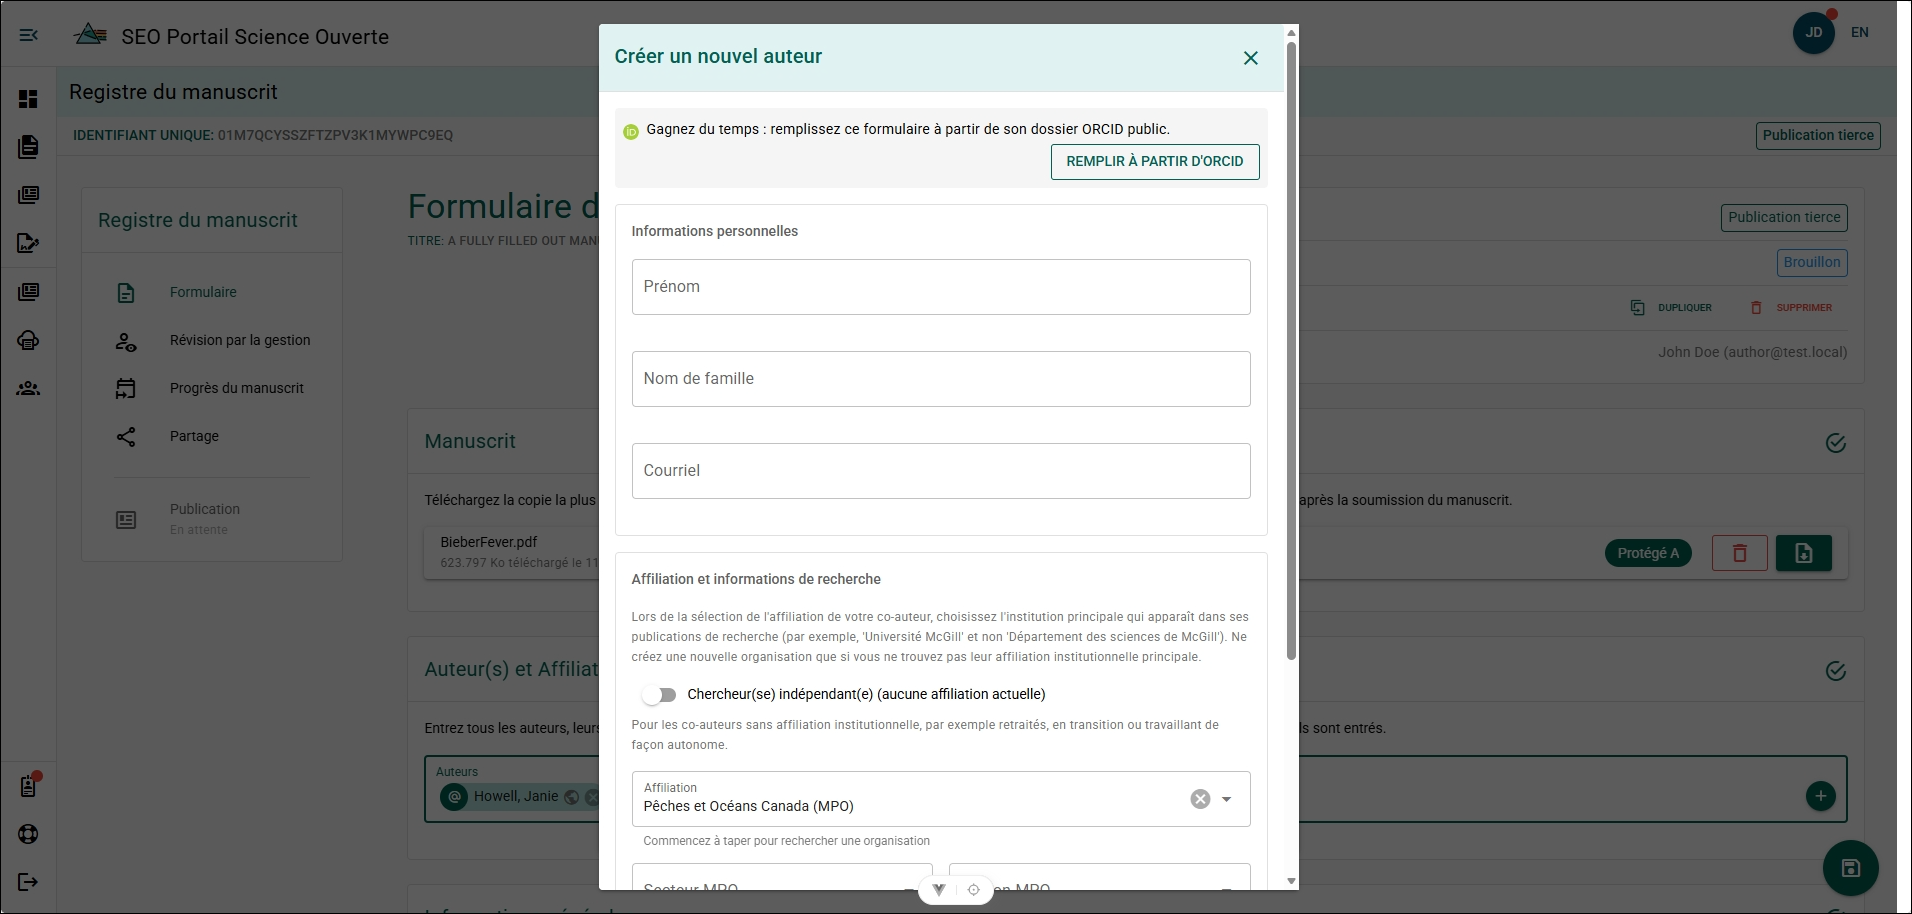 SEO Portail Science Ouverte
JD
EN
Registre du manuscrit
IDENTIFIANT UNIQUE: 01M7QCYSSZFTZPV3K1MYWPC9EQ
Publication tierce
Registre du manuscrit
Formulaire
Révision par la gestion
Progrès du manuscrit
Partage
Publication
En attente
Formulaire d
TITRE: A FULLY FILLED OUT MANU
Publication tierce
Brouillon
DUPLIQUER
SUPPRIMER
John Doe (author@test.local)
Manuscrit
Téléchargez la copie la plus
après la soumission du manuscrit.
BieberFever.pdf
623.797 Ko téléchargé le 11
Protégé A
Auteur(s) et Affiliat
Entrez tous les auteurs, leurs
ls sont entrés.
Auteurs
Howell, Janie
Créer un nouvel auteur
iD
Gagnez du temps : remplissez ce formulaire à partir de son dossier ORCID public.
REMPLIR À PARTIR D'ORCID
Informations personnelles
Prénom
Nom de famille
Courriel
Affiliation et informations de recherche
Lors de la sélection de l'affiliation de votre co-auteur, choisissez l'institution principale qui apparaît dans ses
publications de recherche (par exemple, 'Université McGill' et non 'Département des sciences de McGill'). Ne
créez une nouvelle organisation que si vous ne trouvez pas leur affiliation institutionnelle principale.
Chercheur(se) indépendant(e) (aucune affiliation actuelle)
Pour les co-auteurs sans affiliation institutionnelle, par exemple retraités, en transition ou travaillant de
façon autonome.
Affiliation
Pêches et Océans Canada (MPO)
Commencez à taper pour rechercher une organisation
Secteur MPO
on MPO